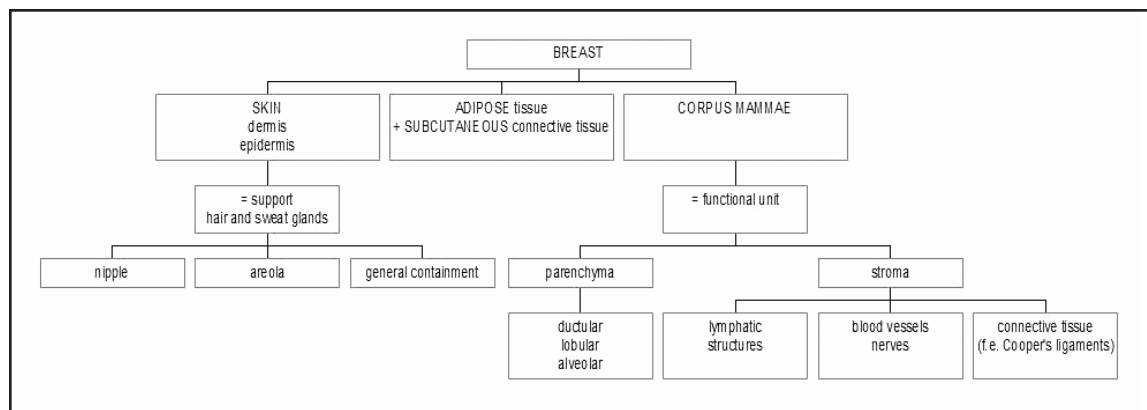 BREAST
SKIN
dermis
epidermis
ADIPOSE tissue
+ SUBCUTANEOUS connective tissue
CORPUS MAMMAE
= support
hair and sweat glands
= functional unit
nipple
areola
general containment
parenchyma
stroma
ductular
lobular
alveolar
lymphatic
structures
blood vessels
nerves
connective tissue
(f.e. Cooper's ligaments)